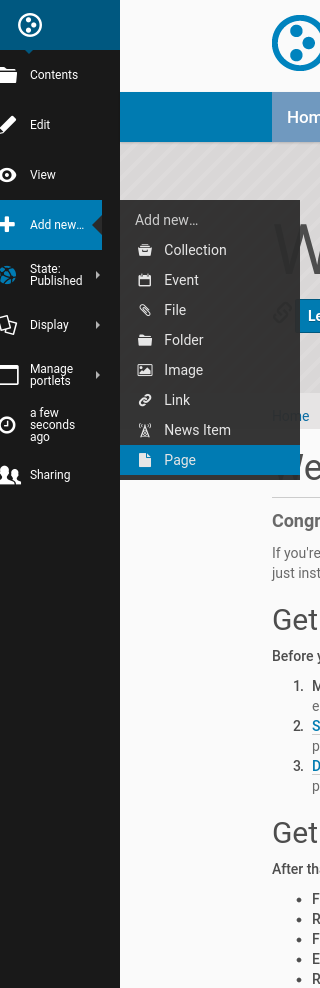 Contents
Edit
View
Add new…
State:
Published
Display
Manage
portlets
a few
seconds
ago
Sharing
Add new…
Collection
Event
File
Folder
Image
Link
News Item
Page
Hom
W
Le
Home
We
Congr
If you're
just inst
Get
Before y
1. M
e
2. S
p
3. D
p
Get
After tha
• F
• R
• F
• E
• R